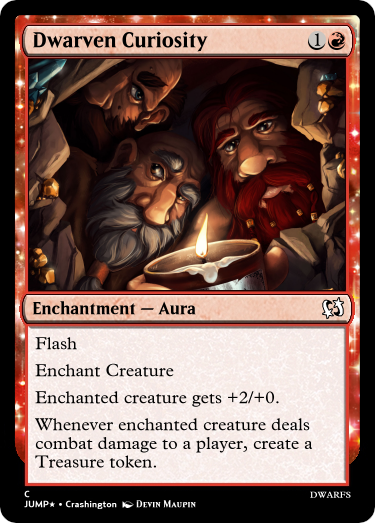 Dwarven Curiosity 1
Enchantment — Aura
Flash
Enchant Creature
Enchanted creature gets +2/+0.
Whenever enchanted creature deals
combat damage to a player, create a
Treasure token.
C
JUMP★ • Crashington Devin Maupin
DWARFS